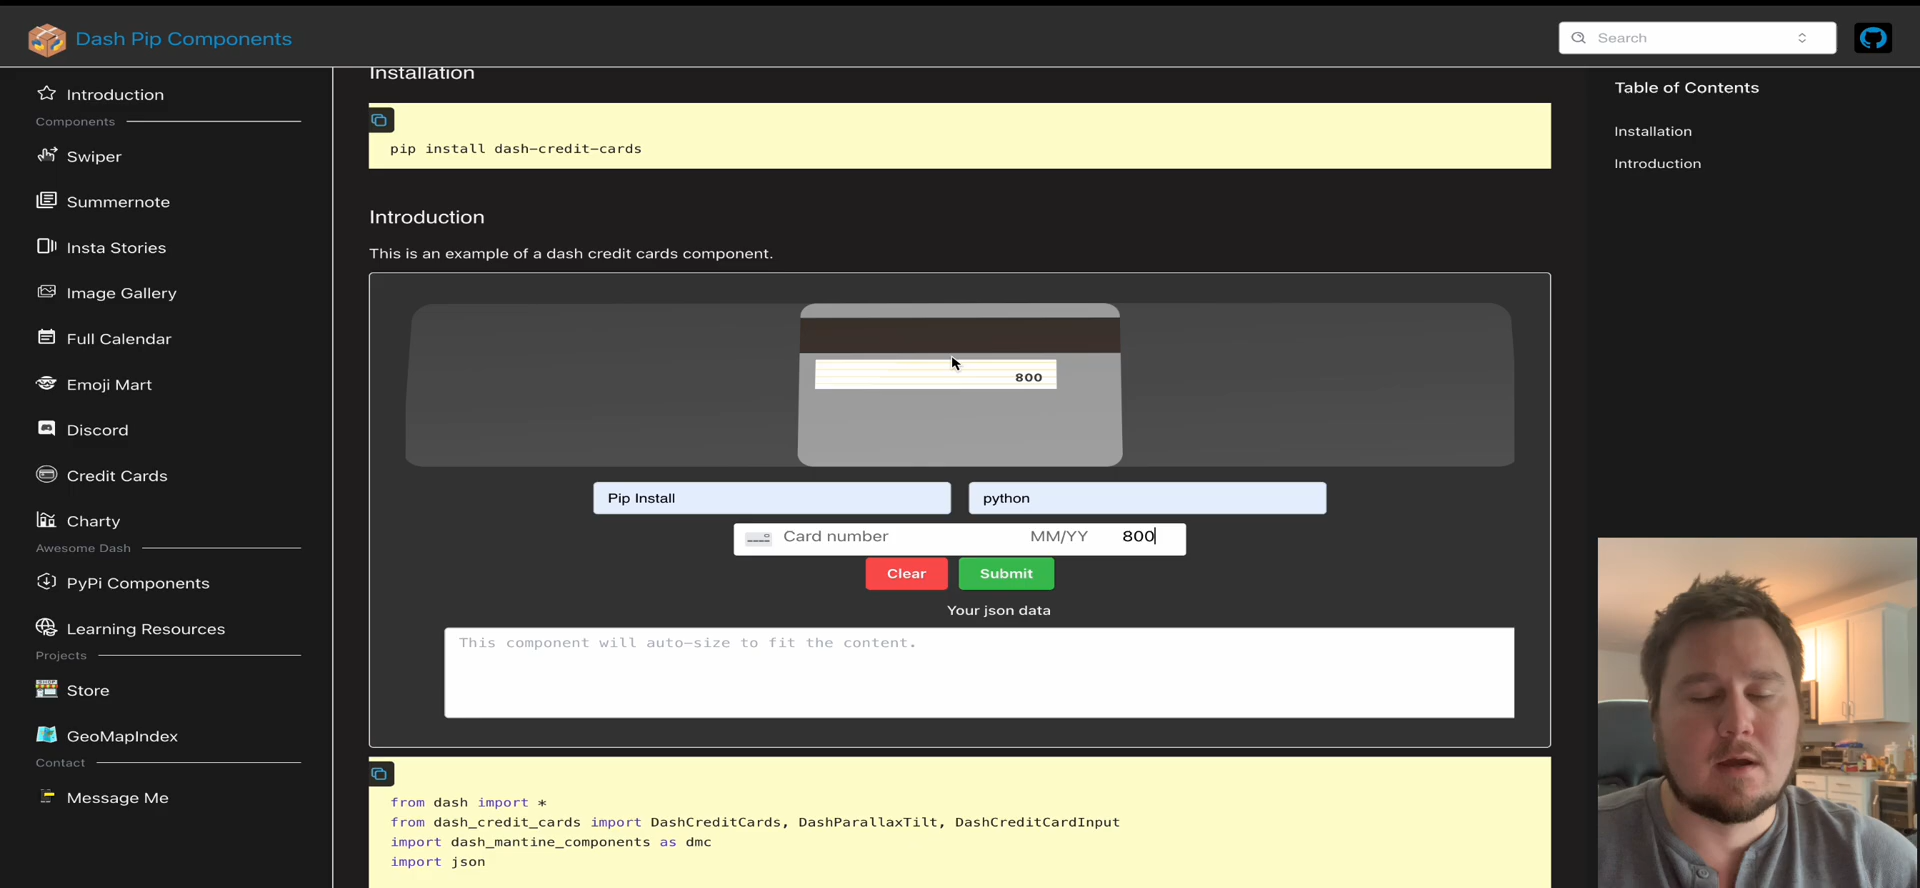 Dash Pip Components
Search
Introduction
Components
Swiper
Summernote
Insta Stories
Image Gallery
Full Calendar
Emoji Mart
Discord
Credit Cards
Charty
Awesome Dash
PyPi Components
Learning Resources
Projects
Store
GeoMapIndex
Contact
Message Me
Installation
pip install dash-credit-cards
Introduction
This is an example of a dash credit cards component.
800
Pip Install
python
Card number MM/YY 800
Clear Submit
Your json data
This component will auto-size to fit the content.
from dash import *
from dash_credit_cards import DashCreditCards, DashParallaxTilt, DashCreditCardInput
import dash_mantine_components as dmc
import json
Table of Contents
Installation
Introduction